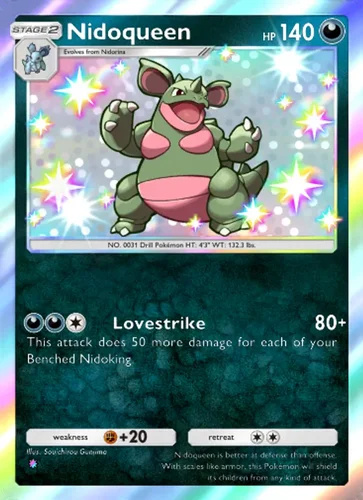 STAGE 2 Nidoqueen HP 140
Evolves from Nidorina
NO. 0031 Drill Pokémon HT: 4'3" WT: 132.3 lbs.
Lovestrike 80+
This attack does 50 more damage for each of your
Benched Nidoking.
weakness +20 retreat
Illus. Souichirou Gunjima
Nidoqueen is better at defense than offense.
With scales like armor, this Pokémon will shield
its children from any kind of attack.